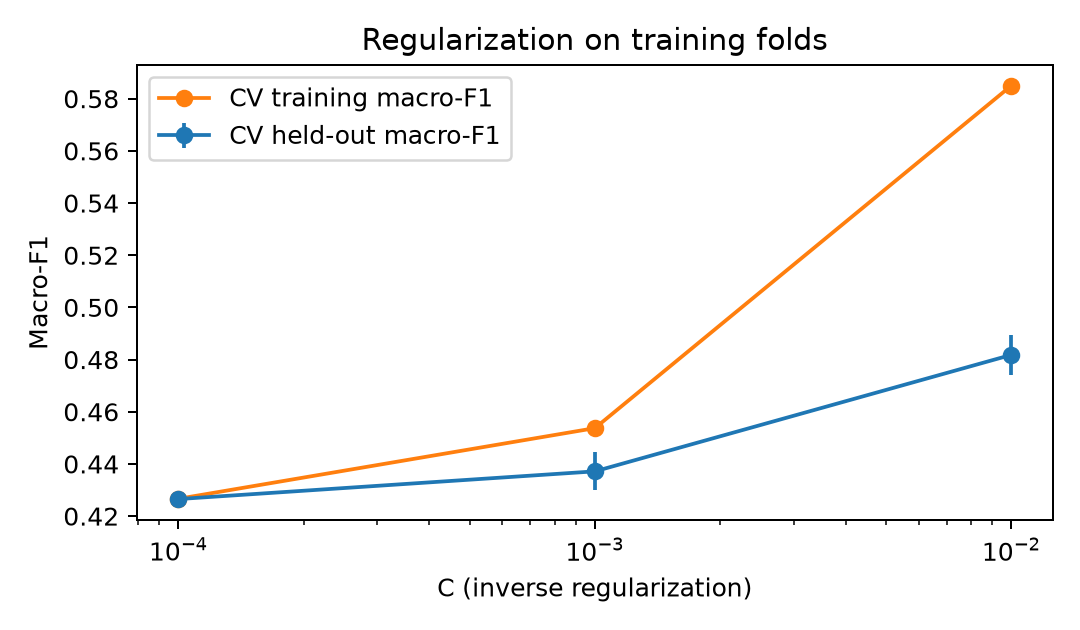 Regularization on training folds
CV training macro-F1
CV held-out macro-F1
Macro-F1
0.58
0.56
0.54
0.52
0.50
0.48
0.46
0.44
0.42
10⁻⁴ 10⁻³ 10⁻²
C (inverse regularization)